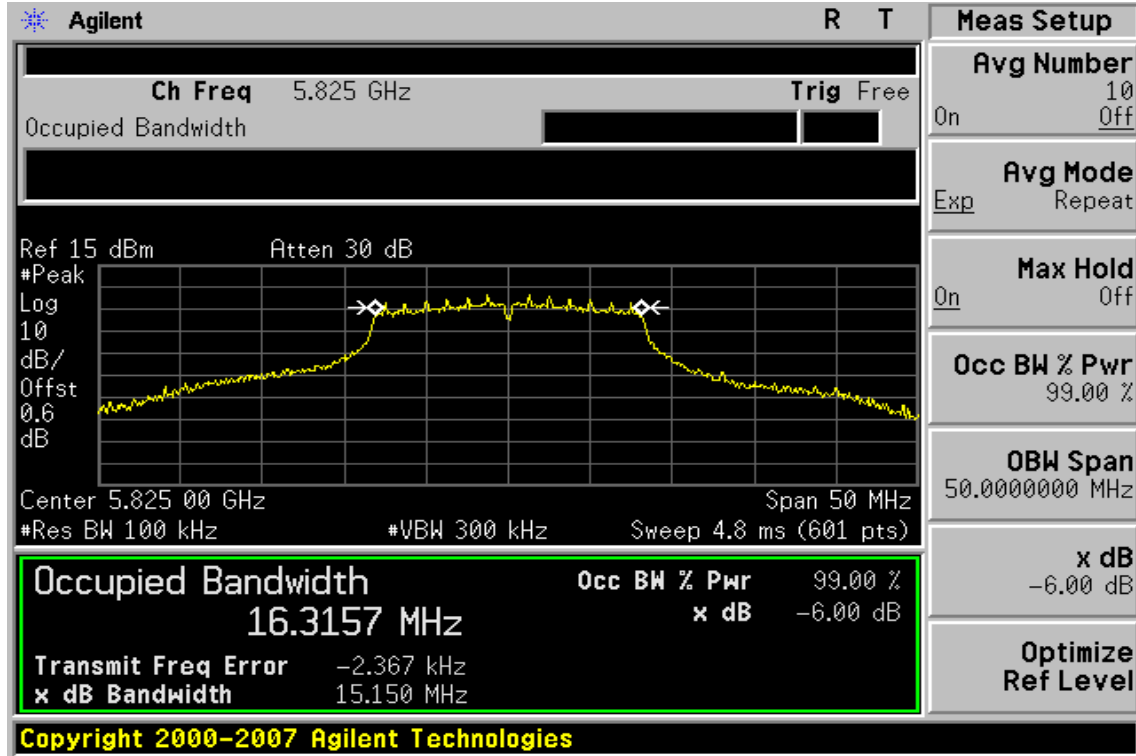 Agilent R T Meas Setup
Ch Freq 5.825 GHz Trig Free
Occupied Bandwidth
Ref 15 dBm Atten 30 dB
#Peak
Log
10
dB/
Offst
0.6
dB
Center 5.825 00 GHz Span 50 MHz
#Res BW 100 kHz #VBW 300 kHz Sweep 4.8 ms (601 pts)
Occupied Bandwidth Occ BW % Pwr 99.00 %
16.3157 MHz x dB -6.00 dB
Transmit Freq Error -2.367 kHz
x dB Bandwidth 15.150 MHz
Avg Number
10
On Off
Avg Mode
Exp Repeat
Max Hold
On Off
Occ BW % Pwr
99.00 %
OBW Span
50.0000000 MHz
x dB
-6.00 dB
Optimize
Ref Level
Copyright 2000-2007 Agilent Technologies